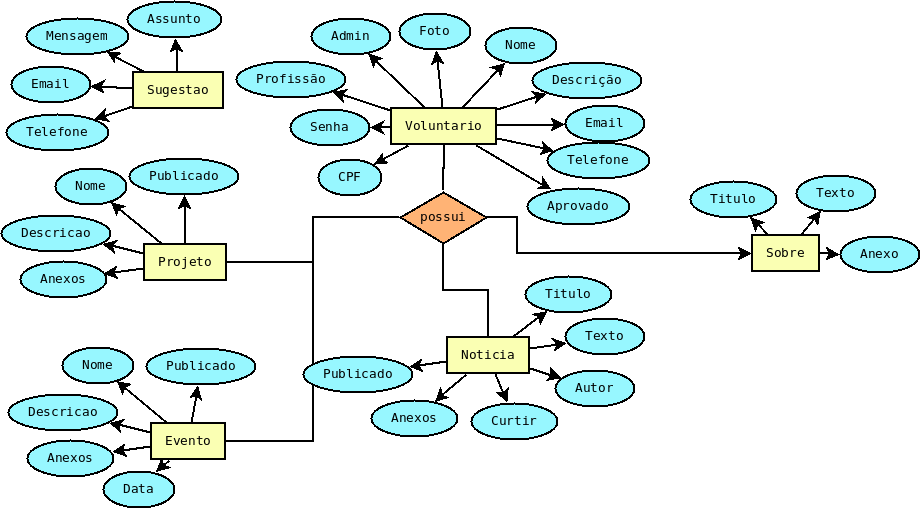 Assunto
Mensagem
Email
Sugestao
Telefone
Admin
Foto
Nome
Profissão
Descrição
Senha
Voluntario
Email
Telefone
CPF
Aprovado
possui
Nome
Publicado
Descricao
Projeto
Anexos
Titulo
Texto
Sobre
Anexo
Titulo
Texto
Noticia
Publicado
Autor
Anexos
Curtir
Nome
Publicado
Descricao
Evento
Anexos
Data